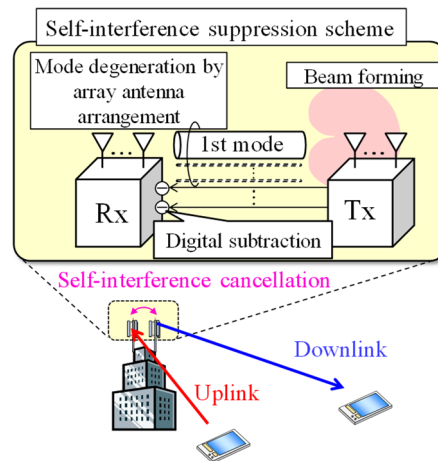 Self-interference suppression scheme
Mode degeneration by
array antenna
arrangement
Beam forming
1st mode
Rx
Tx
Digital subtraction
Self-interference cancellation
Downlink
Uplink